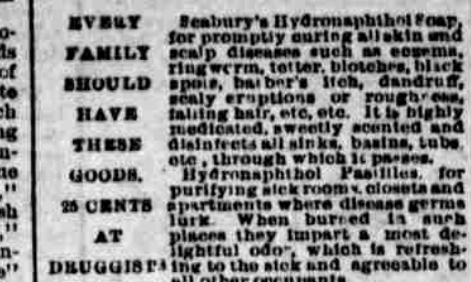 EVERY
FAMILY
SHOULD
HAVE
THESE
GOODS.
25 CENTS
AT
DRUGGIST'
Seabury's Hydronaphthol Soap,
for promptly curing all skin and
scalp diseases such as eczema,
ringworm, tetter, blotches, black
spots, barber's itch, dandruff,
scaly eruptions or roughness,
falling hair, etc, etc. It is highly
medicated, sweetly scented and
disinfects all sinks, basins, tubs,
etc, through which it passes.
Hydronaphthol Pastilles, for
purifying sick rooms, closets and
apartments where disease germs
lurk. When burned in such
places they impart a most de-
lightful odor, which is refresh-
ing to the sick and agreeable to
all other occupants